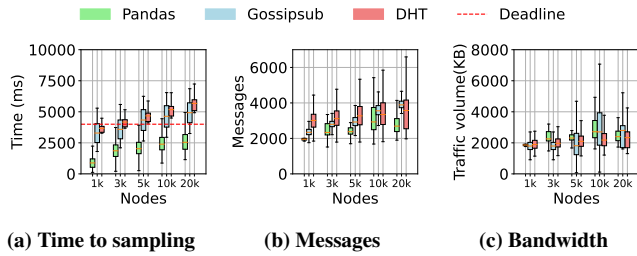 Pandas Gossipsub DHT Deadline
10000
7500
5000
2500
0
Time (ms)
1k 3k 5k 10k 20k
Nodes
6000
4000
2000
0
Messages
1k 3k 5k 10k 20k
Nodes
8000
6000
4000
2000
0
Traffic volume(KB)
1k 3k 5k 10k 20k
Nodes
(a) Time to sampling (b) Messages (c) Bandwidth